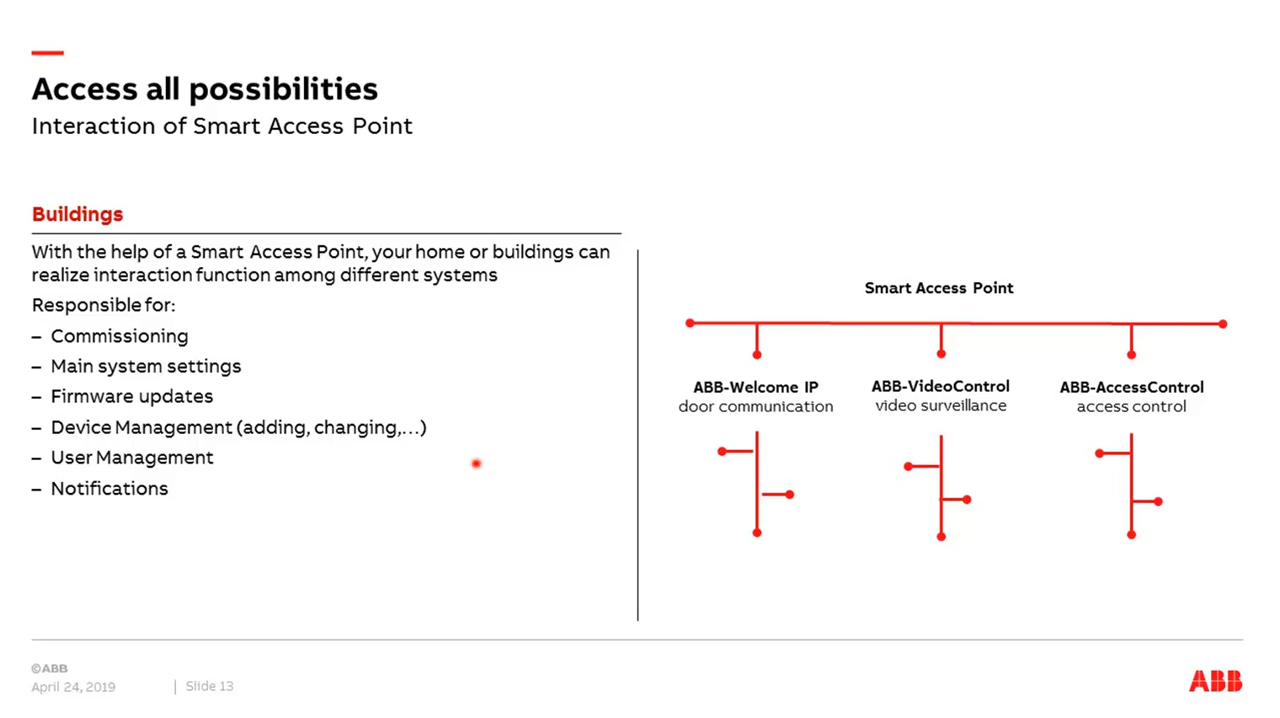 Access all possibilities
Interaction of Smart Access Point
Buildings
With the help of a Smart Access Point, your home or buildings can
realize interaction function among different systems
Responsible for:
– Commissioning
– Main system settings
– Firmware updates
– Device Management (adding, changing,...)
– User Management
– Notifications
Smart Access Point
ABB-Welcome IP
door communication
ABB-VideoControl
video surveillance
ABB-AccessControl
access control
©ABB
April 24, 2019
Slide 13
ABB